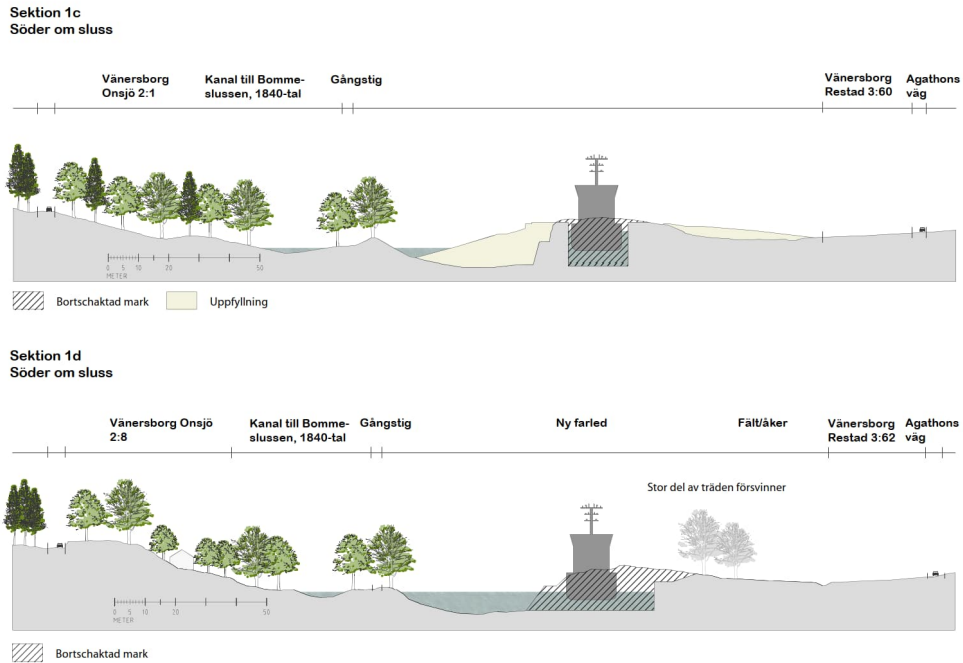 Sektion 1c
Söder om sluss
Vänersborg
Onsjö 2:1
Kanal till Bomme-
slussen, 1840-tal
Gångstig
Vänersborg
Restad 3:60
Agathons
väg
0 5 10 20 50
METER
Bortschaktad mark
Uppfyllning
Sektion 1d
Söder om sluss
Vänersborg Onsjö
2:8
Kanal till Bomme-
slussen, 1840-tal
Gångstig
Ny farled
Fält/åker
Vänersborg
Restad 3:62
Agathons
väg
Stor del av träden försvinner
0 5 10 20 50
METER
Bortschaktad mark